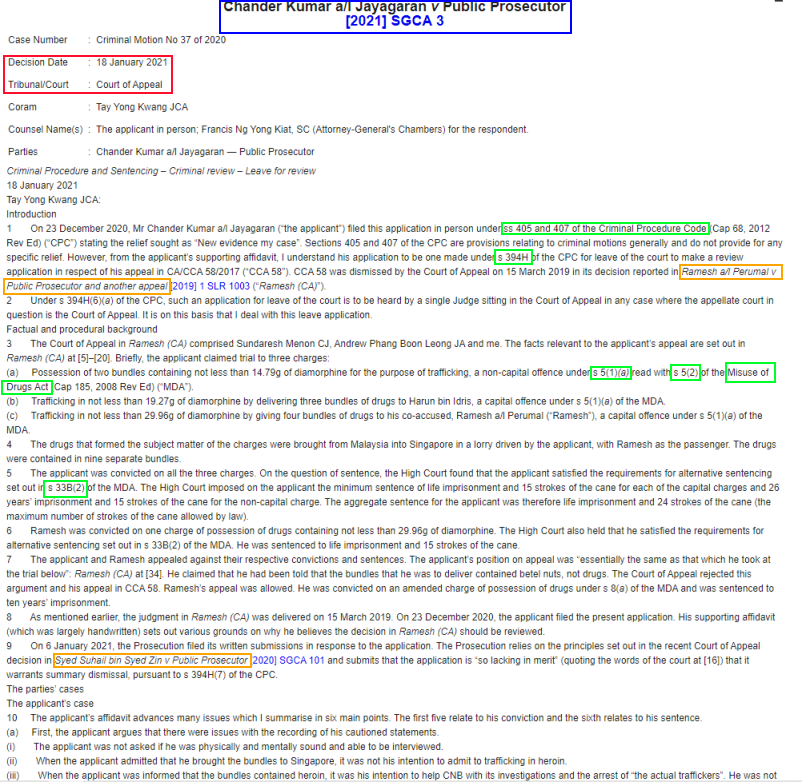 Chander Kumar a/l Jayagaran v Public Prosecutor
[2021] SGCA 3
Case Number : Criminal Motion No 37 of 2020
Decision Date : 18 January 2021
Tribunal/Court : Court of Appeal
Coram : Tay Yong Kwang JCA
Counsel Name(s) : The applicant in person; Francis Ng Yong Kiat, SC (Attorney-General's Chambers) for the respondent.
Parties : Chander Kumar a/l Jayagaran — Public Prosecutor
Criminal Procedure and Sentencing – Criminal review – Leave for review
18 January 2021
Tay Yong Kwang JCA:
Introduction
1 On 23 December 2020, Mr Chander Kumar a/l Jayagaran ("the applicant") filed this application in person under ss 405 and 407 of the Criminal Procedure Code (Cap 68, 2012
Rev Ed) ("CPC") stating the relief sought as "New evidence my case". Sections 405 and 407 of the CPC are provisions relating to criminal motions generally and do not provide for any
specific relief. However, from the applicant's supporting affidavit, I understand his application to be one made under s 394H of the CPC for leave of the court to make a review
application in respect of his appeal in CA/CCA 58/2017 ("CCA 58"). CCA 58 was dismissed by the Court of Appeal on 15 March 2019 in its decision reported in Ramesh a/l Perumal v
Public Prosecutor and another appeal [2019] 1 SLR 1003 ("Ramesh (CA)").
2 Under s 394H(6)(a) of the CPC, such an application for leave of the court is to be heard by a single Judge sitting in the Court of Appeal in any case where the appellate court in
question is the Court of Appeal. It is on this basis that I deal with this leave application.
Factual and procedural background
3 The Court of Appeal in Ramesh (CA) comprised Sundaresh Menon CJ, Andrew Phang Boon Leong JA and me. The facts relevant to the applicant's appeal are set out in
Ramesh (CA) at [5]–[20]. Briefly, the applicant claimed trial to three charges:
(a) Possession of two bundles containing not less than 14.79g of diamorphine for the purpose of trafficking, a non-capital offence under s 5(1)(a) read with s 5(2) of the Misuse of
Drugs Act (Cap 185, 2008 Rev Ed) ("MDA").
(b) Trafficking in not less than 19.27g of diamorphine by delivering three bundles of drugs to Harun bin Idris, a capital offence under s 5(1)(a) of the MDA.
(c) Trafficking in not less than 29.96g of diamorphine by giving four bundles of drugs to his co-accused, Ramesh a/l Perumal ("Ramesh"), a capital offence under s 5(1)(a) of the
MDA.
4 The drugs that formed the subject matter of the charges were brought from Malaysia into Singapore in a lorry driven by the applicant, with Ramesh as the passenger. The drugs
were contained in nine separate bundles.
5 The applicant was convicted on all the three charges. On the question of sentence, the High Court found that the applicant satisfied the requirements for alternative sentencing
set out in s 33B(2) of the MDA. The High Court imposed on the applicant the minimum sentence of life imprisonment and 15 strokes of the cane for each of the capital charges and 26
years' imprisonment and 15 strokes of the cane for the non-capital charge. The aggregate sentence for the applicant was therefore life imprisonment and 24 strokes of the cane (the
maximum number of strokes of the cane allowed by law).
6 Ramesh was convicted on one charge of possession of drugs containing not less than 29.96g of diamorphine. The High Court also held that he satisfied the requirements for
alternative sentencing set out in s 33B(2) of the MDA. He was sentenced to life imprisonment and 15 strokes of the cane.
7 The applicant and Ramesh appealed against their respective convictions and sentences. The applicant's position on appeal was "essentially the same as that which he took at
the trial below": Ramesh (CA) at [34]. He claimed that he had been told that the bundles that he was to deliver contained betel nuts, not drugs. The Court of Appeal rejected this
argument and his appeal in CCA 58. Ramesh's appeal was allowed. He was convicted on an amended charge of possession of drugs under s 8(a) of the MDA and was sentenced to
ten years' imprisonment.
8 As mentioned earlier, the judgment in Ramesh (CA) was delivered on 15 March 2019. On 23 December 2020, the applicant filed the present application. His supporting affidavit
(which was largely handwritten) sets out various grounds on why he believes the decision in Ramesh (CA) should be reviewed.
9 On 6 January 2021, the Prosecution filed its written submissions in response to the application. The Prosecution relies on the principles set out in the recent Court of Appeal
decision in Syed Suhail bin Syed Zin v Public Prosecutor [2020] SGCA 101 and submits that the application is "so lacking in merit" (quoting the words of the court at [16]) that it
warrants summary dismissal, pursuant to s 394H(7) of the CPC.
The parties' cases
The applicant's case
10 The applicant's affidavit advances many issues which I summarise in six main points. The first five relate to his conviction and the sixth relates to his sentence.
(a) First, the applicant argues that there were issues with the recording of his cautioned statements.
(i) The applicant was not asked if he was physically and mentally sound and able to be interviewed.
(ii) When the applicant admitted that he brought the bundles to Singapore, it was not his intention to admit to trafficking in heroin.
(iii) When the applicant was informed that the bundles contained heroin, it was his intention to help CNB with its investigations and the arrest of "the actual traffickers". He was not